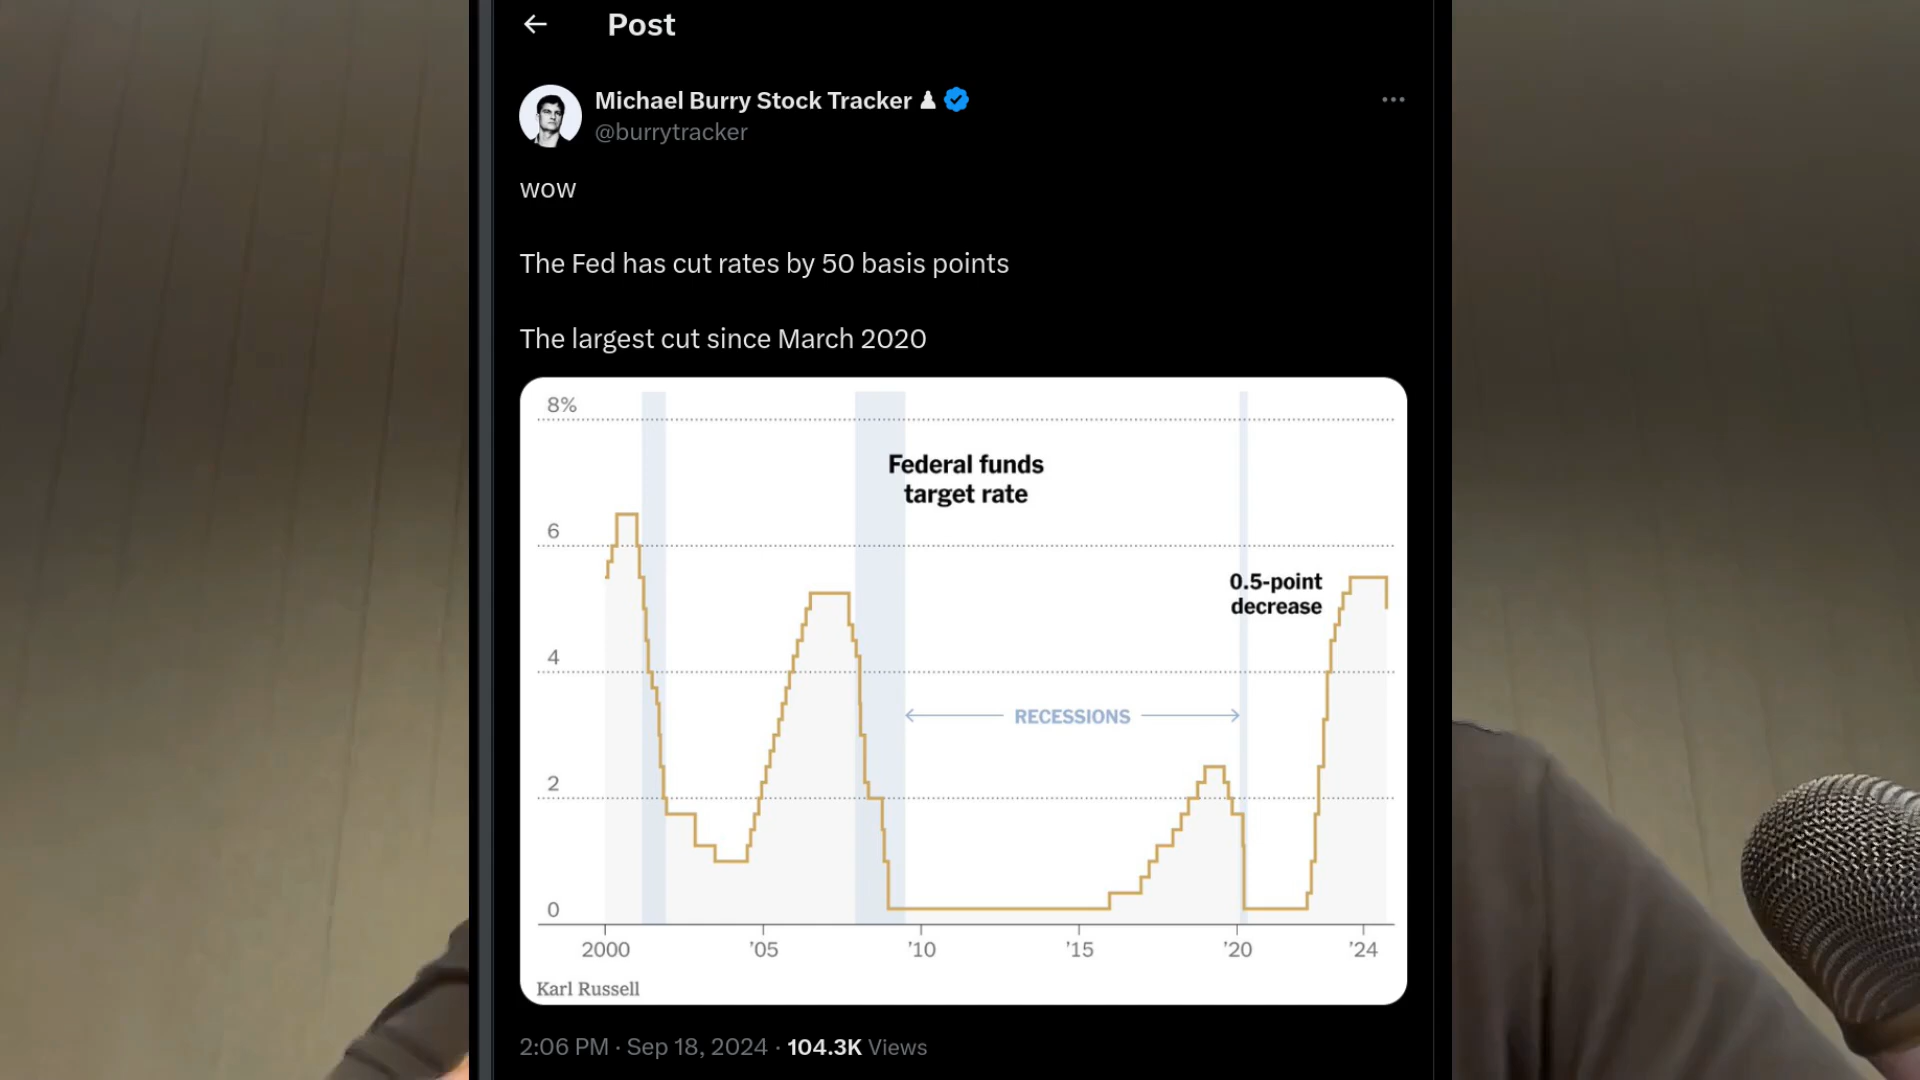 Post
Michael Burry Stock Tracker ♟
@burrytracker
wow
The Fed has cut rates by 50 basis points
The largest cut since March 2020
8%
Federal funds
target rate
6
0.5-point
decrease
4
RECESSIONS
2
0
2000 '05 '10 '15 '20 '24
Karl Russell
2:06 PM · Sep 18, 2024 · 104.3K Views